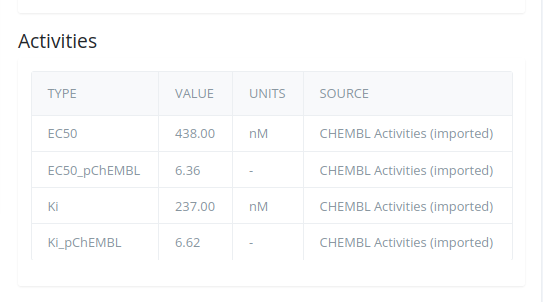 Activities
TYPE VALUE UNITS SOURCE
EC50 438.00 nM CHEMBL Activities (imported)
EC50_pChEMBL 6.36 - CHEMBL Activities (imported)
Ki 237.00 nM CHEMBL Activities (imported)
Ki_pChEMBL 6.62 - CHEMBL Activities (imported)